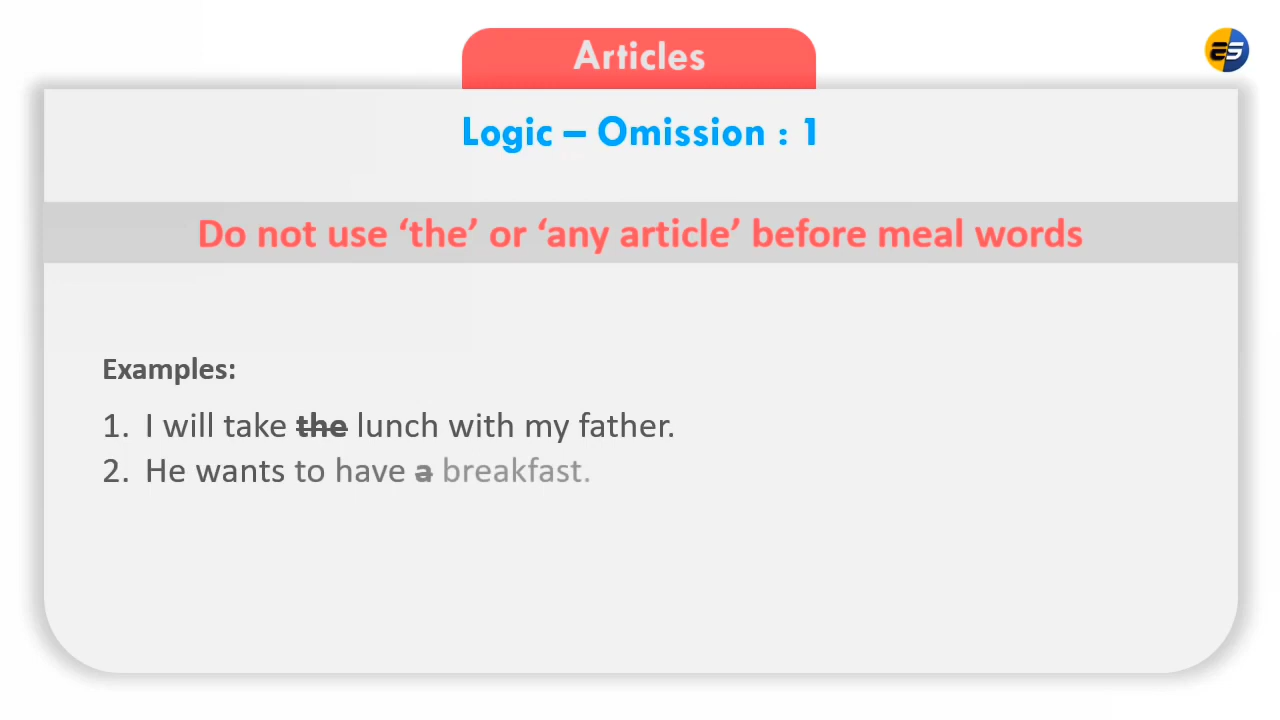 Articles
ES
Logic – Omission : 1
Do not use ‘the’ or ‘any article’ before meal words
Examples:
1. I will take the lunch with my father.
2. He wants to have a breakfast.